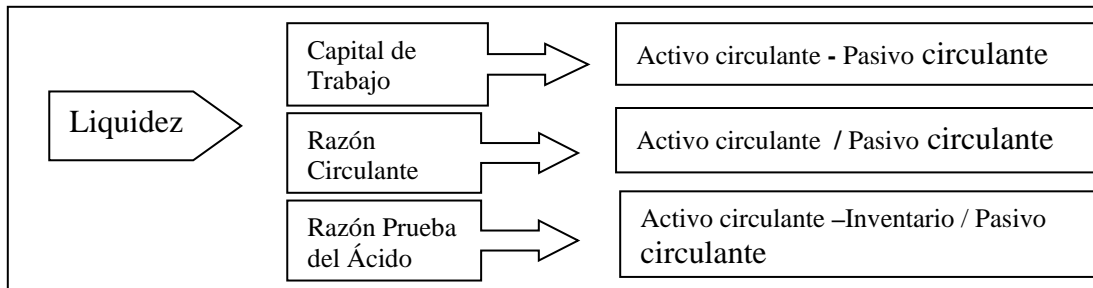 Liquidez
Capital de
Trabajo
Activo circulante - Pasivo circulante
Razón
Circulante
Activo circulante / Pasivo circulante
Razón Prueba
del Ácido
Activo circulante –Inventario / Pasivo
circulante